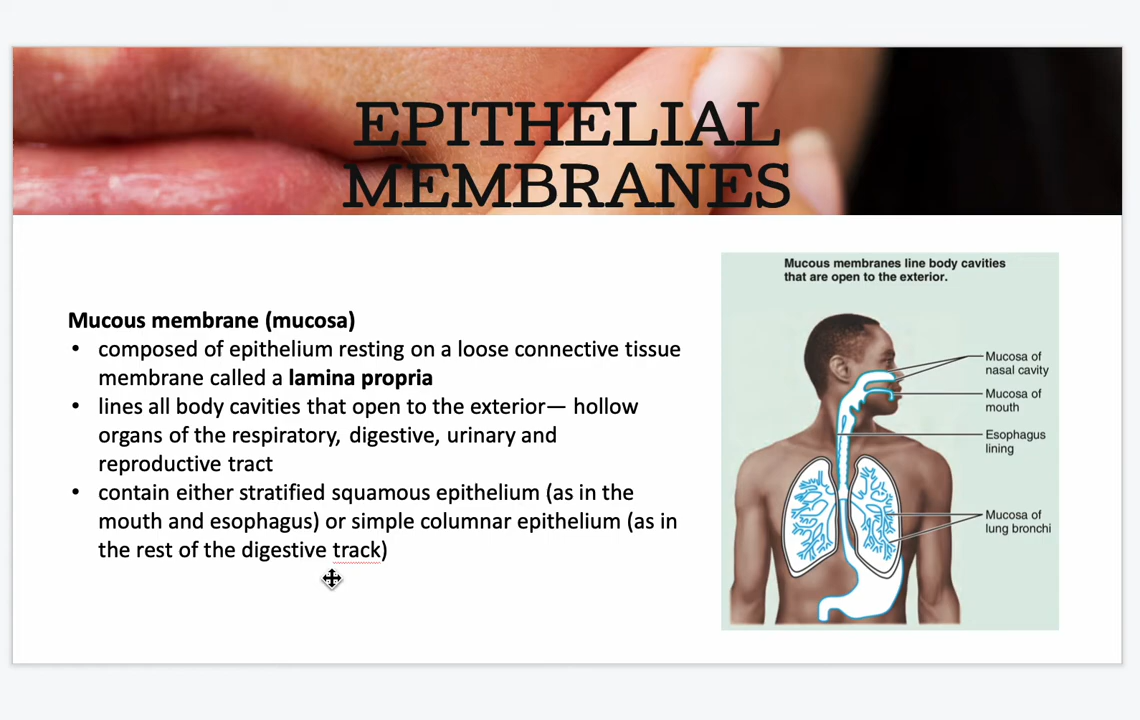 EPITHELIAL
MEMBRANES
Mucous membrane (mucosa)
• composed of epithelium resting on a loose connective tissue
membrane called a lamina propria
• lines all body cavities that open to the exterior— hollow
organs of the respiratory, digestive, urinary and
reproductive tract
• contain either stratified squamous epithelium (as in the
mouth and esophagus) or simple columnar epithelium (as in
the rest of the digestive track)
Mucous membranes line body cavities
that are open to the exterior.
Mucosa of
nasal cavity
Mucosa of
mouth
Esophagus
lining
Mucosa of
lung bronchi